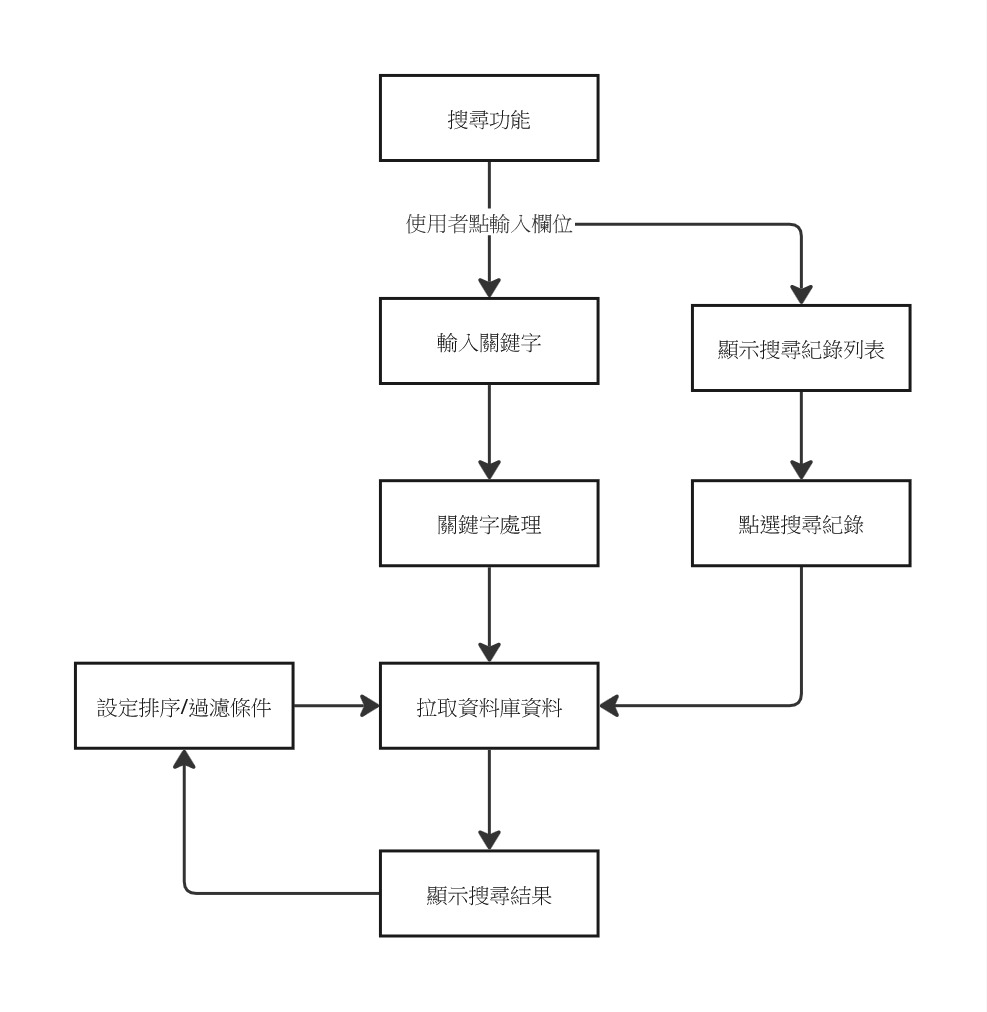 搜尋功能
使用者點輸入欄位
輸入關鍵字
顯示搜尋紀錄列表
關鍵字處理
點選搜尋紀錄
設定排序/過濾條件
拉取資料庫資料
顯示搜尋結果